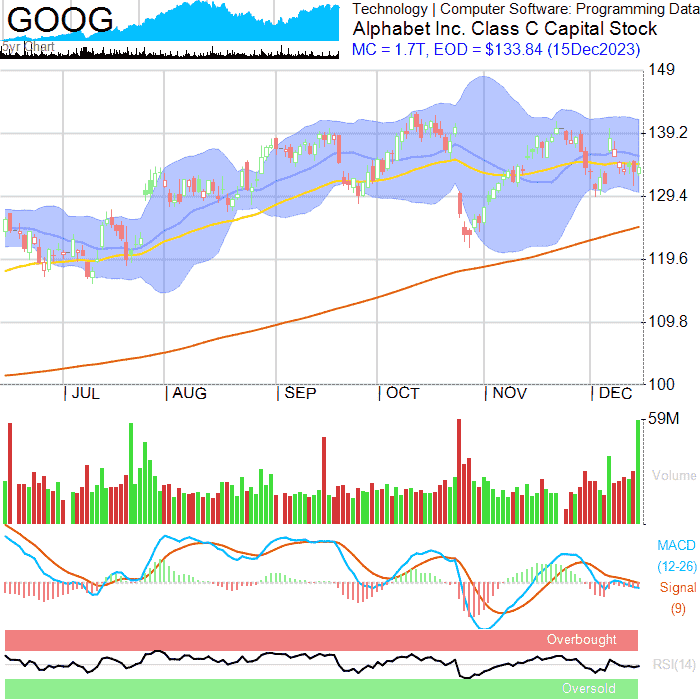 GOOG
Technology | Computer Software: Programming Data
Alphabet Inc. Class C Capital Stock
MC = 1.7T, EOD = $133.84 (15Dec2023)
Chart
149
139.2
129.4
119.6
109.8
100
| JUL | AUG | SEP | OCT | NOV | DEC
59M
Volume
MACD
(12-26)
Signal
(9)
Overbought
RSI(14)
Oversold